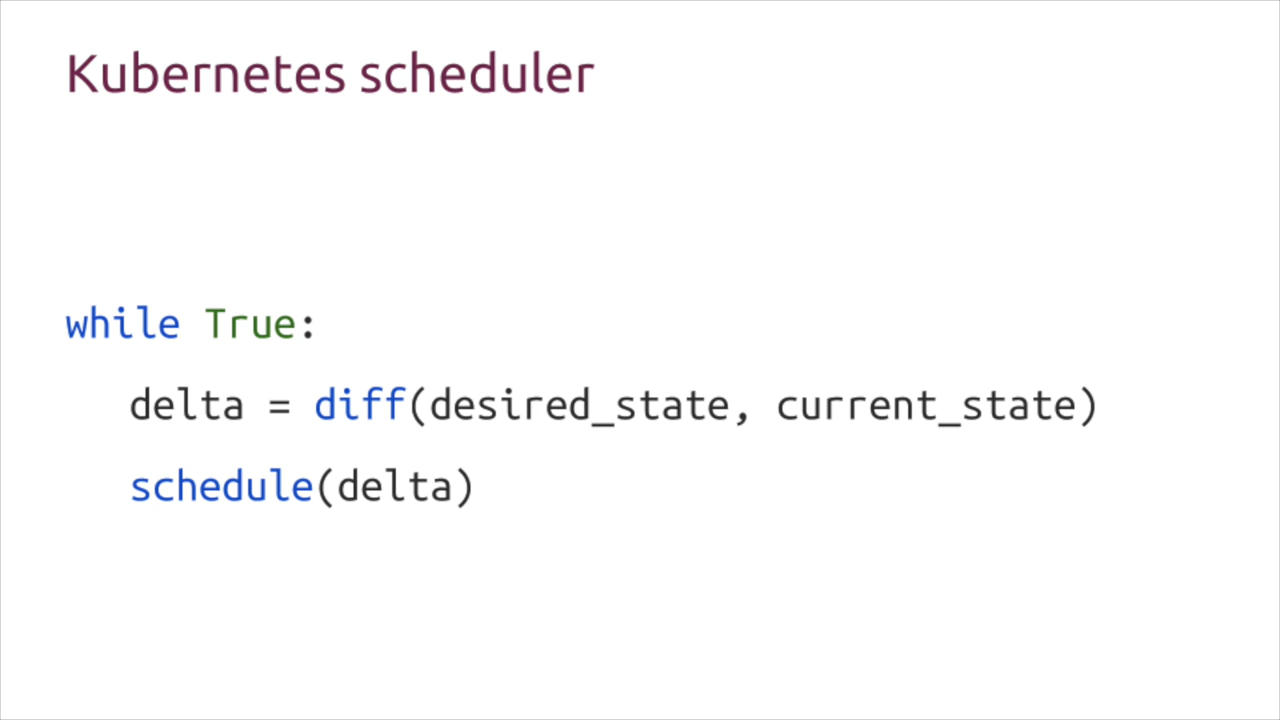 Kubernetes scheduler
while True:
delta = diff(desired_state, current_state)
schedule(delta)